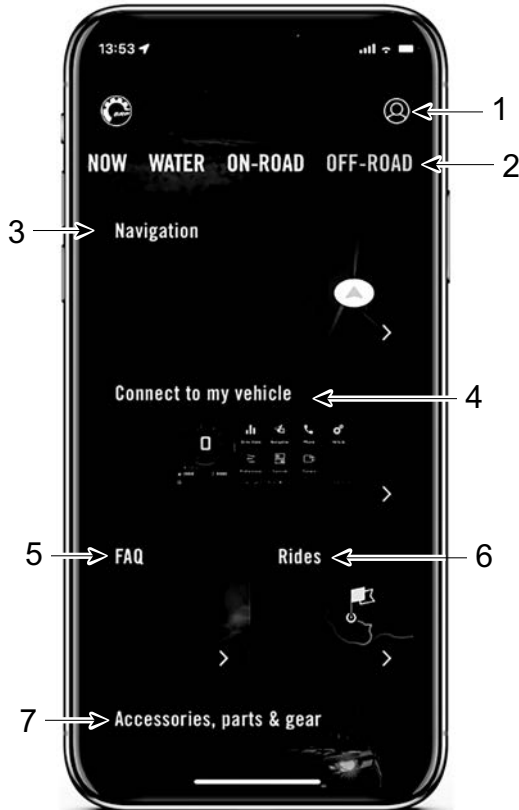 13:53
1
NOW WATER ON-ROAD OFF-ROAD
2
3
Navigation
Connect to my vehicle
4
0
5
FAQ
Rides
6
7
Accessories, parts & gear